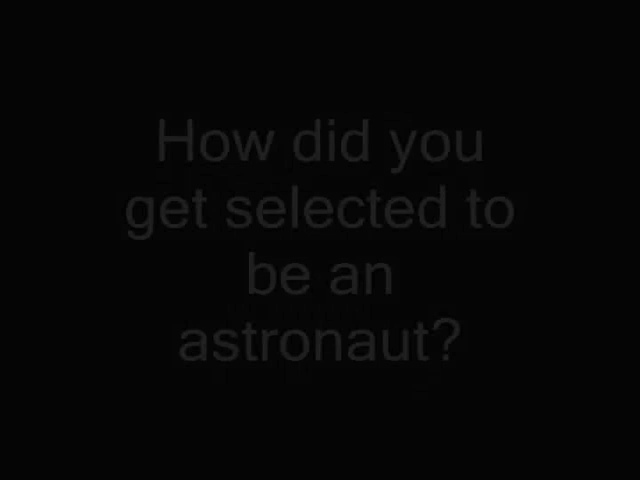 How did you
get selected to
be an
astronaut?